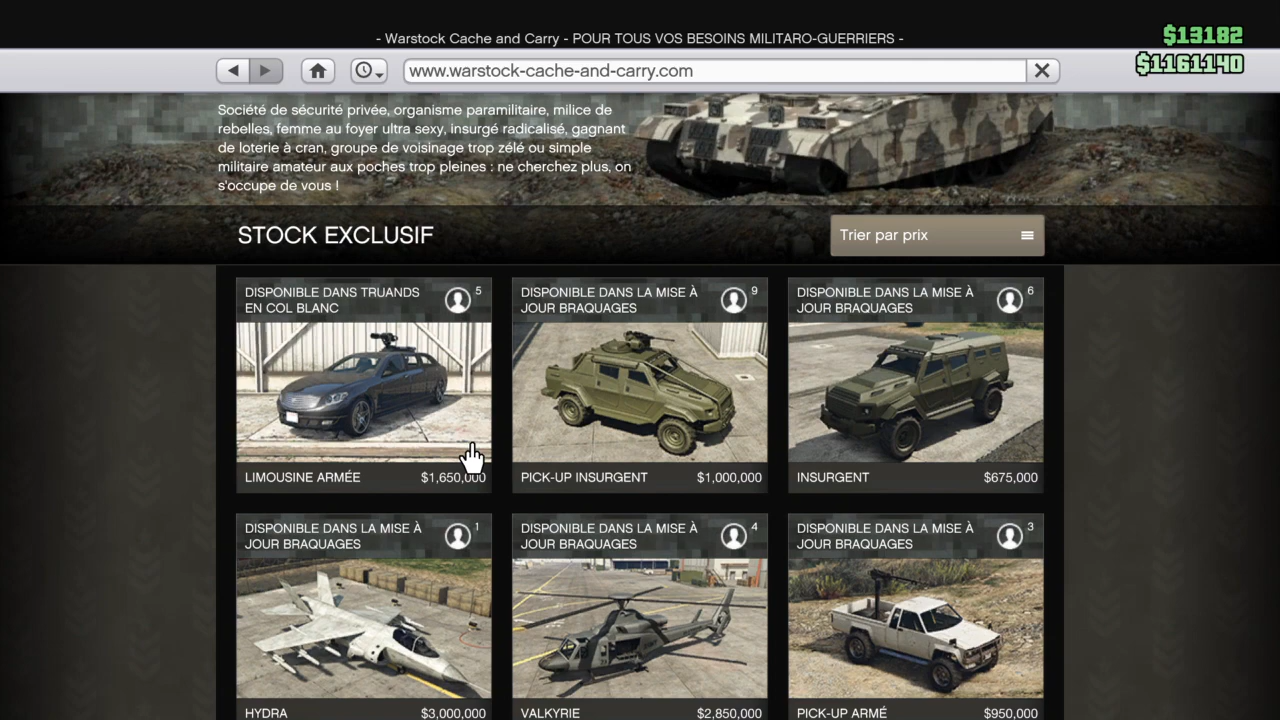 - Warstock Cache and Carry - POUR TOUS VOS BESOINS MILITARO-GUERRIERS -
$13182
$1161140
www.warstock-cache-and-carry.com
Société de sécurité privée, organisme paramilitaire, milice de
rebelles, femme au foyer ultra sexy, insurgé radicalisé, gagnant
de loterie à cran, groupe de voisinage trop zélé ou simple
militaire amateur aux poches trop pleines : ne cherchez plus, on
s'occupe de vous !
STOCK EXCLUSIF
Trier par prix
DISPONIBLE DANS TRUANDS
EN COL BLANC
5
LIMOUSINE ARMÉE
$1,650,000
DISPONIBLE DANS LA MISE À
JOUR BRAQUAGES
9
PICK-UP INSURGENT
$1,000,000
DISPONIBLE DANS LA MISE À
JOUR BRAQUAGES
6
INSURGENT
$675,000
DISPONIBLE DANS LA MISE À
JOUR BRAQUAGES
1
HYDRA
$3,000,000
DISPONIBLE DANS LA MISE À
JOUR BRAQUAGES
4
VALKYRIE
$2,850,000
DISPONIBLE DANS LA MISE À
JOUR BRAQUAGES
3
PICK-UP ARMÉ
$950,000